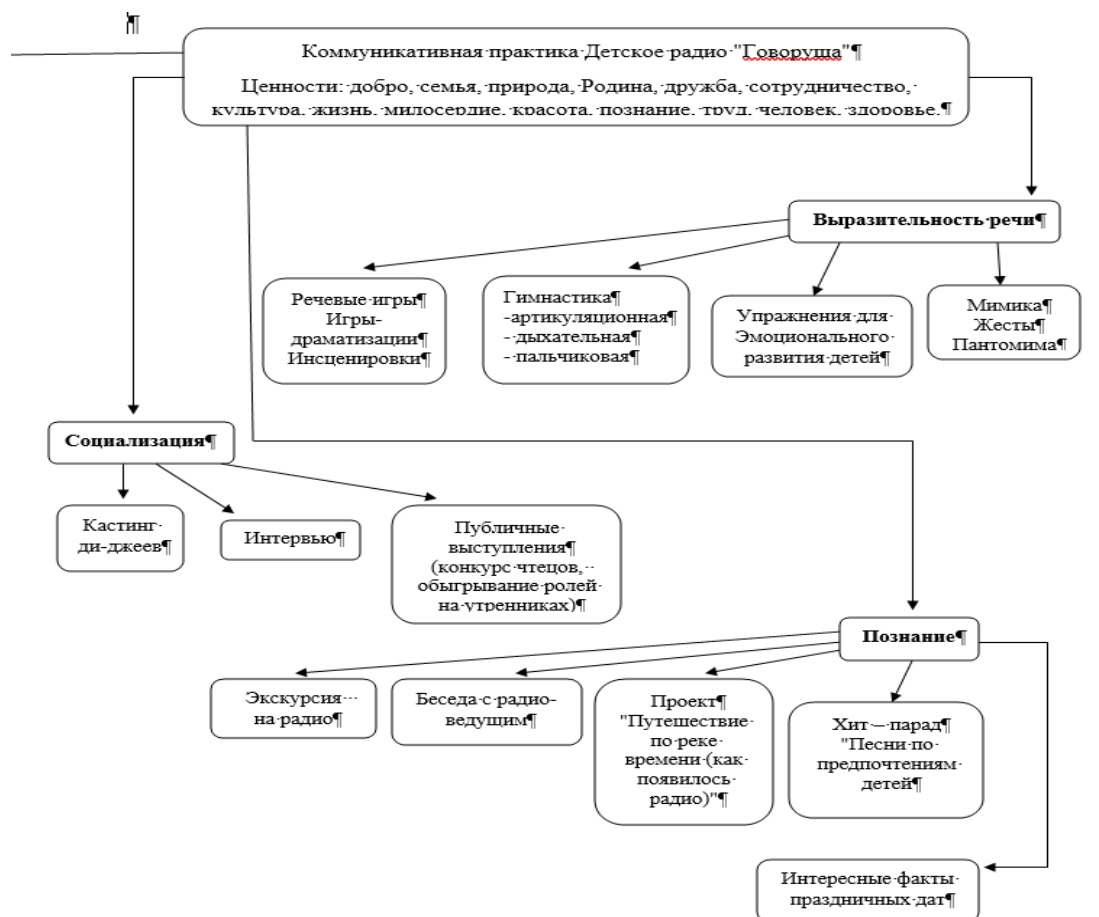 Коммуникативная практика Детское радио "Говоруша"
Ценности: добро, семья, природа, Родина, дружба, сотрудничество,
культура, жизнь, милосердие, красота, познание, труд, человек, здоровье.
Выразительность речи
Речевые игры
Игры-
драматизации
Инсценировки
Гимнастика
-артикуляционная
- дыхательная
- пальчиковая
Упражнения для
Эмоционального
развития детей
Мимика
Жесты
Пантомима
Социализация
Кастинг
ди-джеев
Интервью
Публичные
выступления
(конкурс чтецов,
обыгрывание ролей
на утренниках)
Познание
Экскурсия
на радио
Беседа с радио-
ведущим
Проект
"Путешествие
по реке
времени (как
появилось
радио)"
Хит – парад
"Песни по
предпочтениям
детей
Интересные факты
праздничных дат